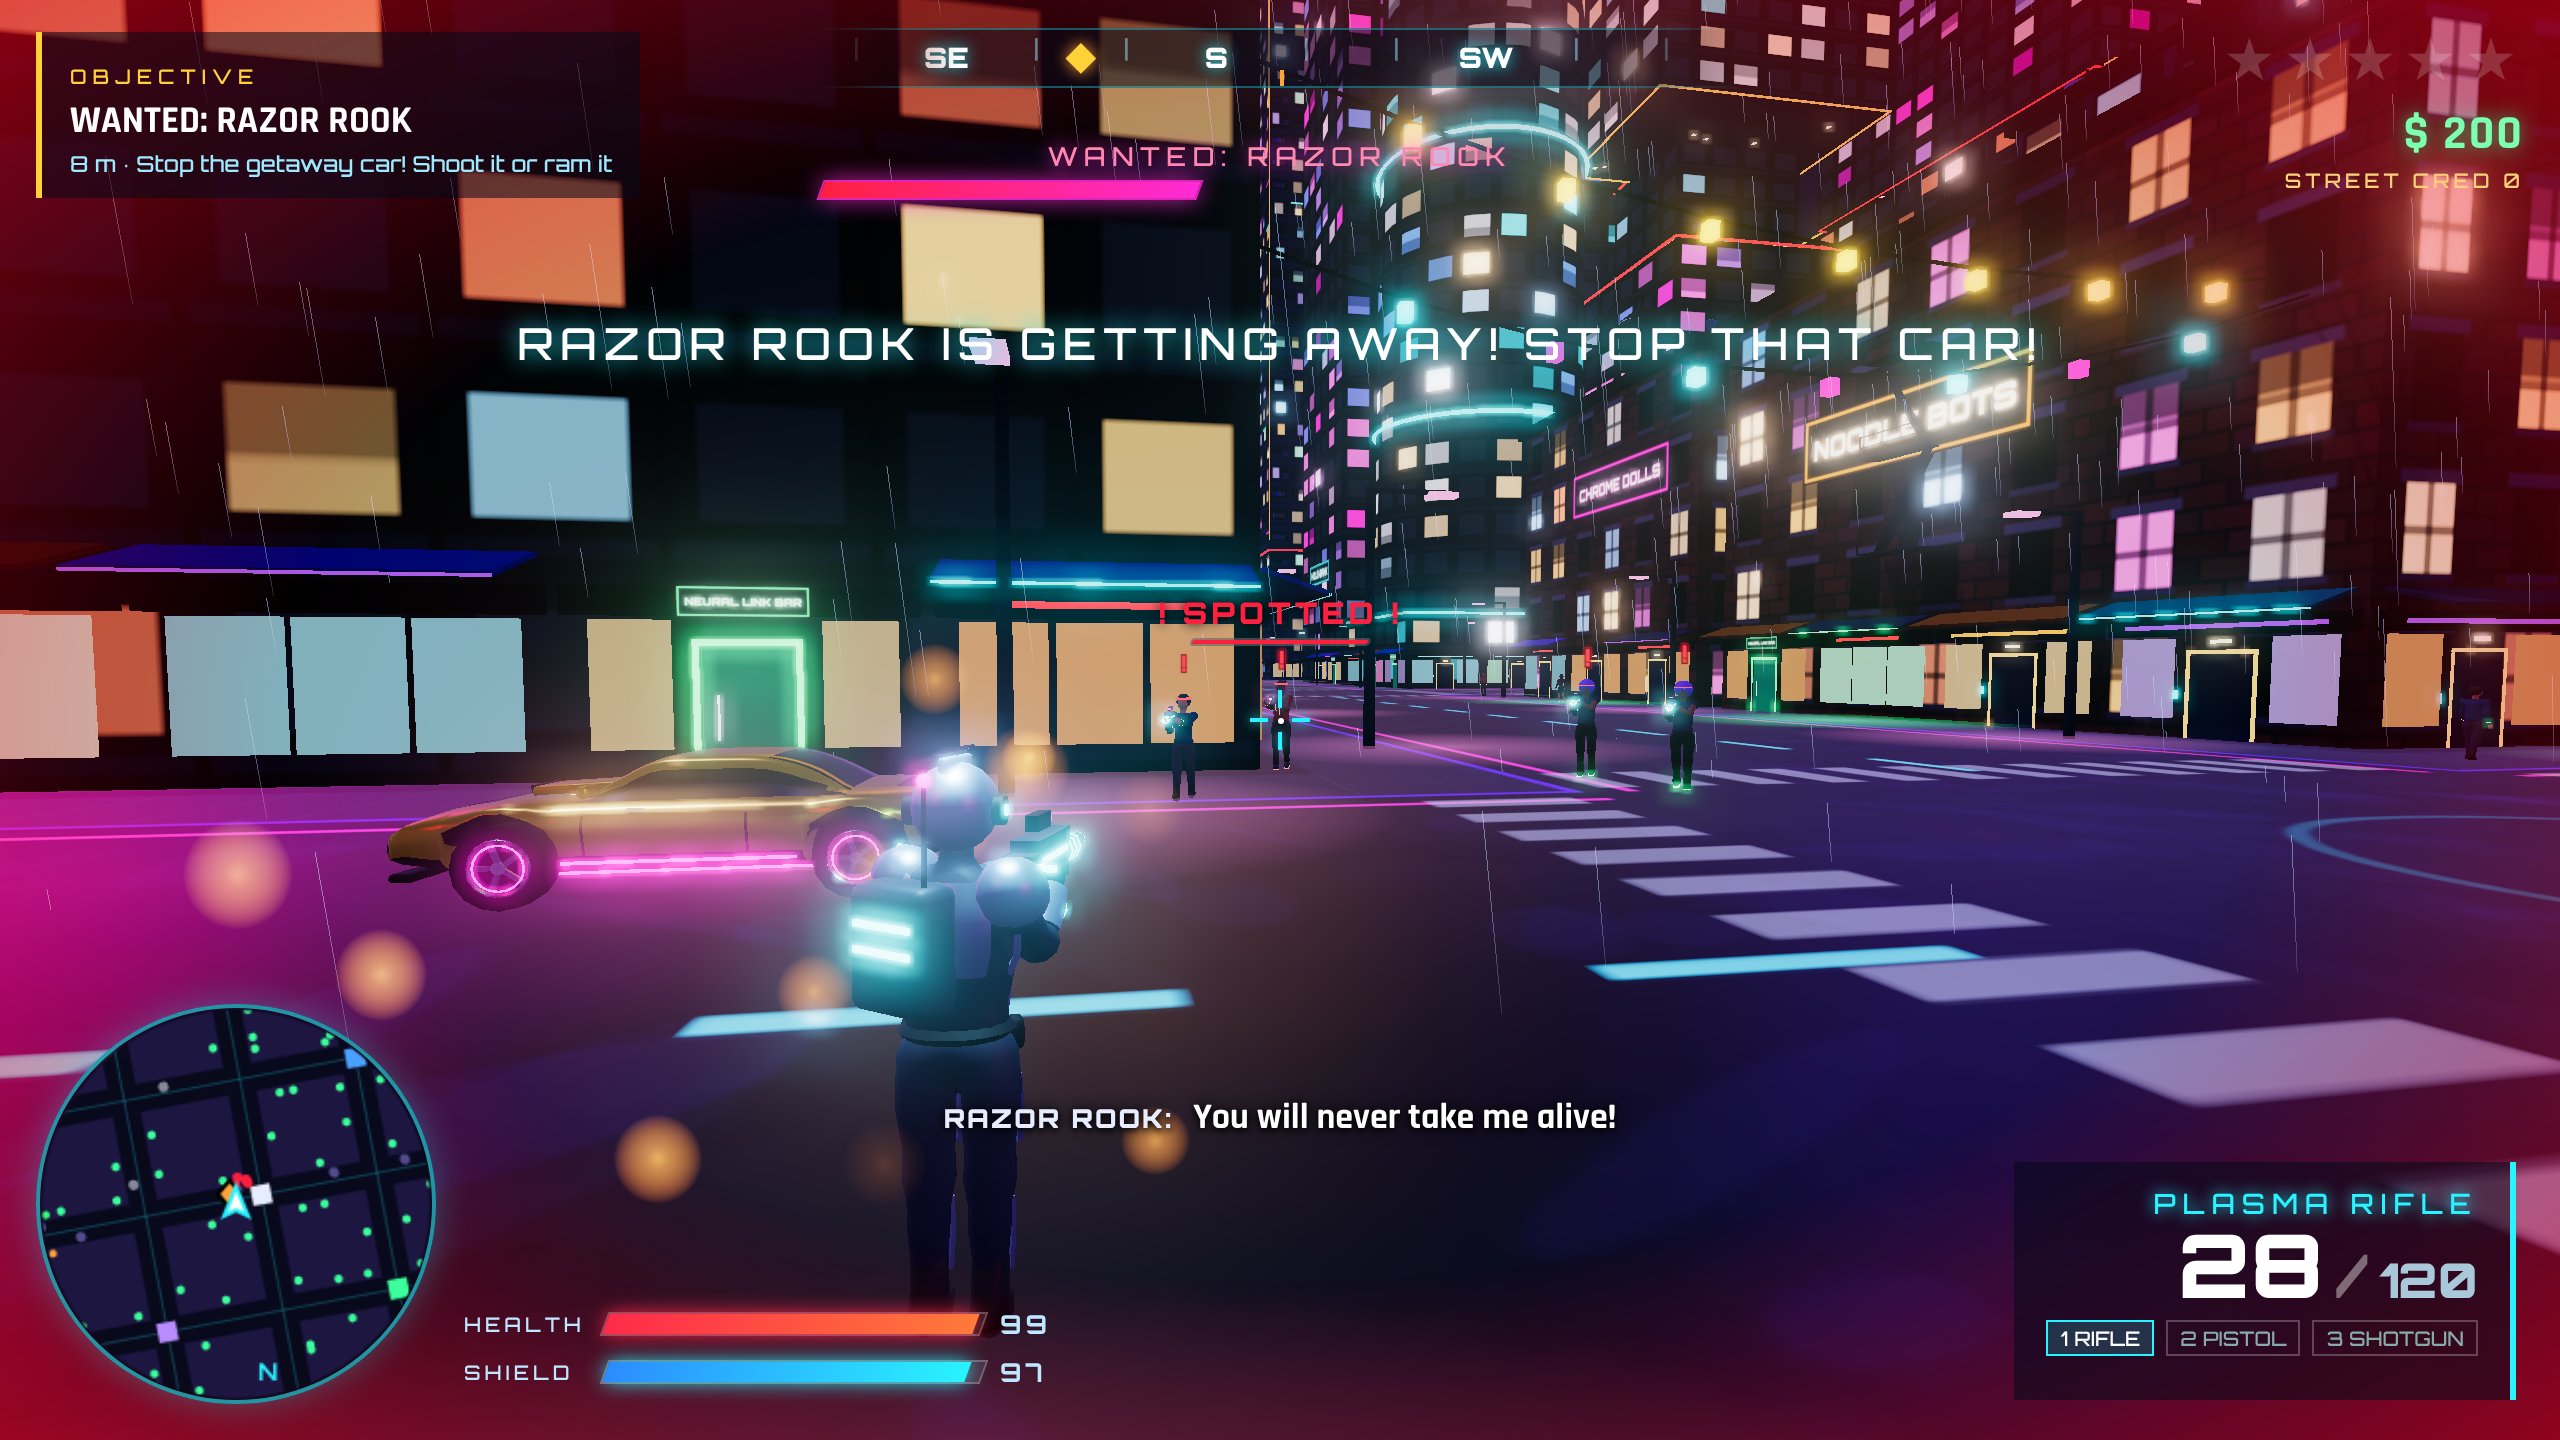 OBJECTIVE
WANTED: RAZOR ROOK
8 m · Stop the getaway car! Shoot it or ram it
SE
S
SW
WANTED: RAZOR ROOK
$ 200
STREET CRED 0
RAZOR ROOK IS GETTING AWAY! STOP THAT CAR!
NOODLE BOTS
CHROME DOLLS
NEURAL LINK BAR
! SPOTTED !
RAZOR ROOK: You will never take me alive!
N
HEALTH 99
SHIELD 97
PLASMA RIFLE
28 / 120
1 RIFLE
2 PISTOL
3 SHOTGUN